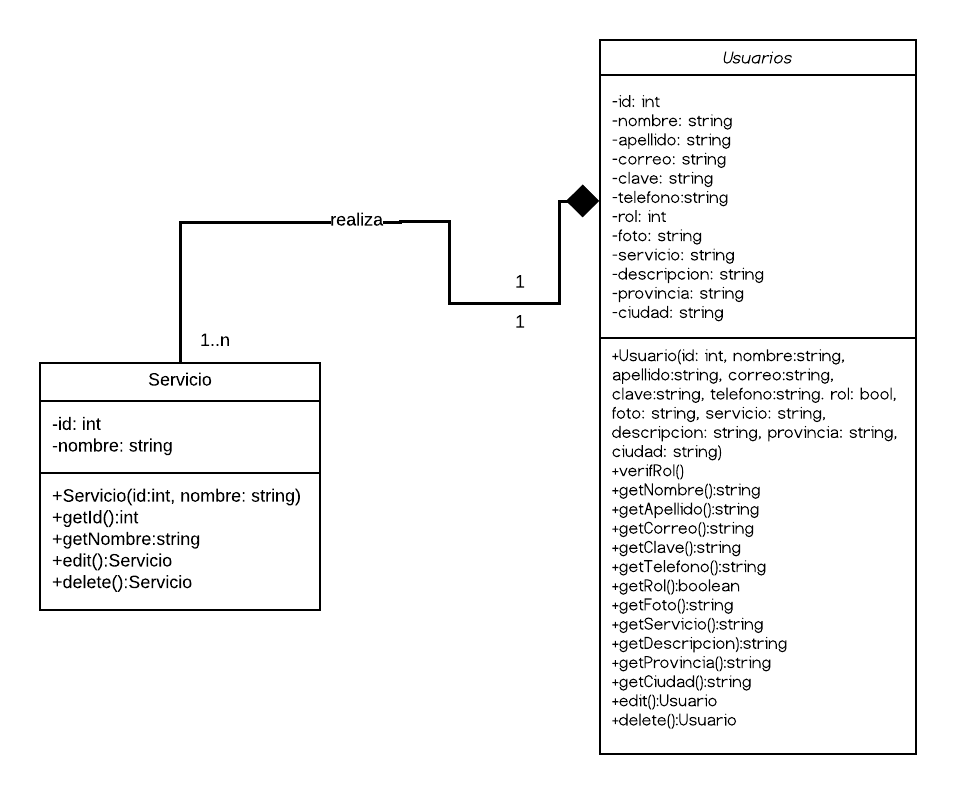 Usuarios
-id: int
-nombre: string
-apellido: string
-correo: string
-clave: string
-telefono:string
-rol: int
-foto: string
-servicio: string
-descripcion: string
-provincia: string
-ciudad: string
+Usuario(id: int, nombre:string,
apellido:string, correo:string,
clave:string, telefono:string. rol: bool,
foto: string, servicio: string,
descripcion: string, provincia: string,
ciudad: string)
+verifRol()
+getNombre():string
+getApellido():string
+getCorreo():string
+getClave():string
+getTelefono():string
+getRol():boolean
+getFoto():string
+getServicio():string
+getDescripcion):string
+getProvincia():string
+getCiudad():string
+edit():Usuario
+delete():Usuario
realiza
1
1
1..n
Servicio
-id: int
-nombre: string
+Servicio(id:int, nombre: string)
+getId():int
+getNombre:string
+edit():Servicio
+delete():Servicio